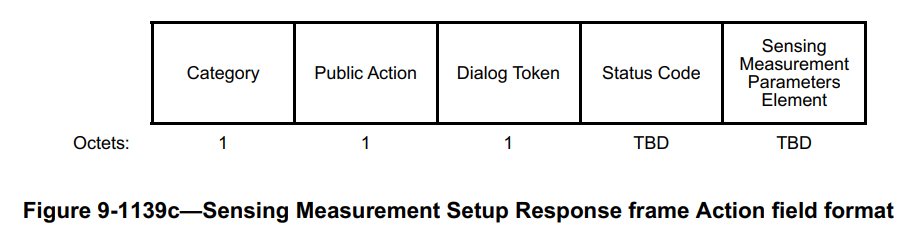 Category Public Action Dialog Token Status Code Sensing
Measurement
Parameters
Element
Octets: 1 1 1 TBD TBD
Figure 9-1139c—Sensing Measurement Setup Response frame Action field format